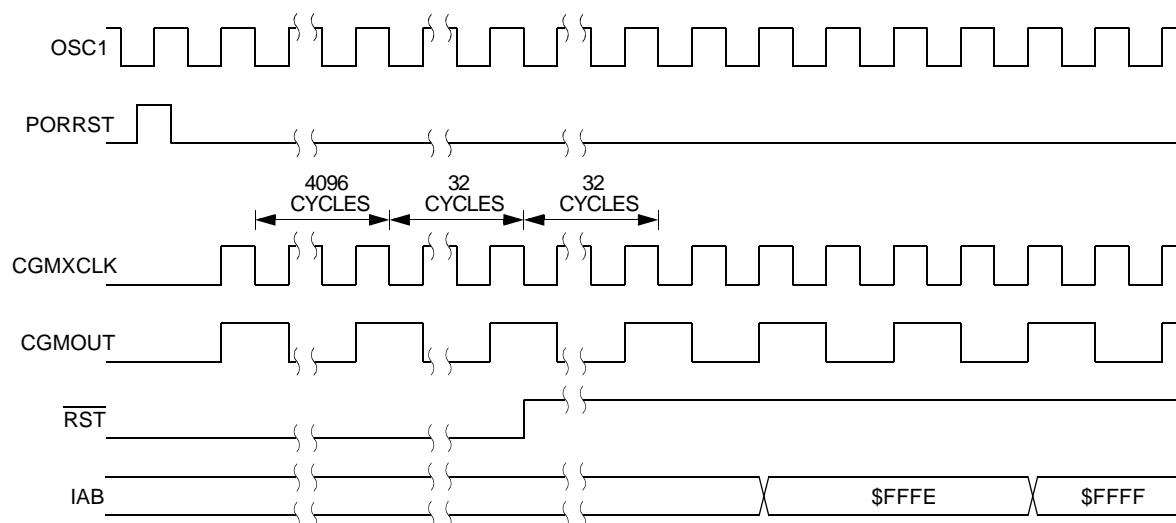 OSC1
PORRST
4096
CYCLES
32
CYCLES
32
CYCLES
CGMXCLK
CGMOUT
RST
IAB
$FFFE
$FFFF